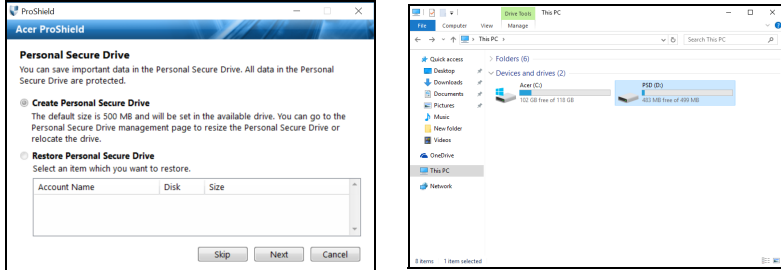 ProShield
Acer ProShield
Personal Secure Drive
You can save important data in the Personal Secure Drive. All data in the Personal
Secure Drive are protected.
Create Personal Secure Drive
The default size is 500 MB and will be set in the available drive. You can go to the
Personal Secure Drive management page to resize the Personal Secure Drive or
relocate the drive.
Restore Personal Secure Drive
Select an item which you want to restore.
Account Name Disk Size
Skip Next Cancel
Drive Tools This PC
File Computer View Manage
This PC Search This PC
Quick access
Desktop
Downloads
Documents
Pictures
Music
New folder
Videos
OneDrive
This PC
Network
Folders (6)
Devices and drives (2)
Acer (C:)
102 GB free of 118 GB
PSD (D:)
483 MB free of 499 MB
8 items 1 item selected